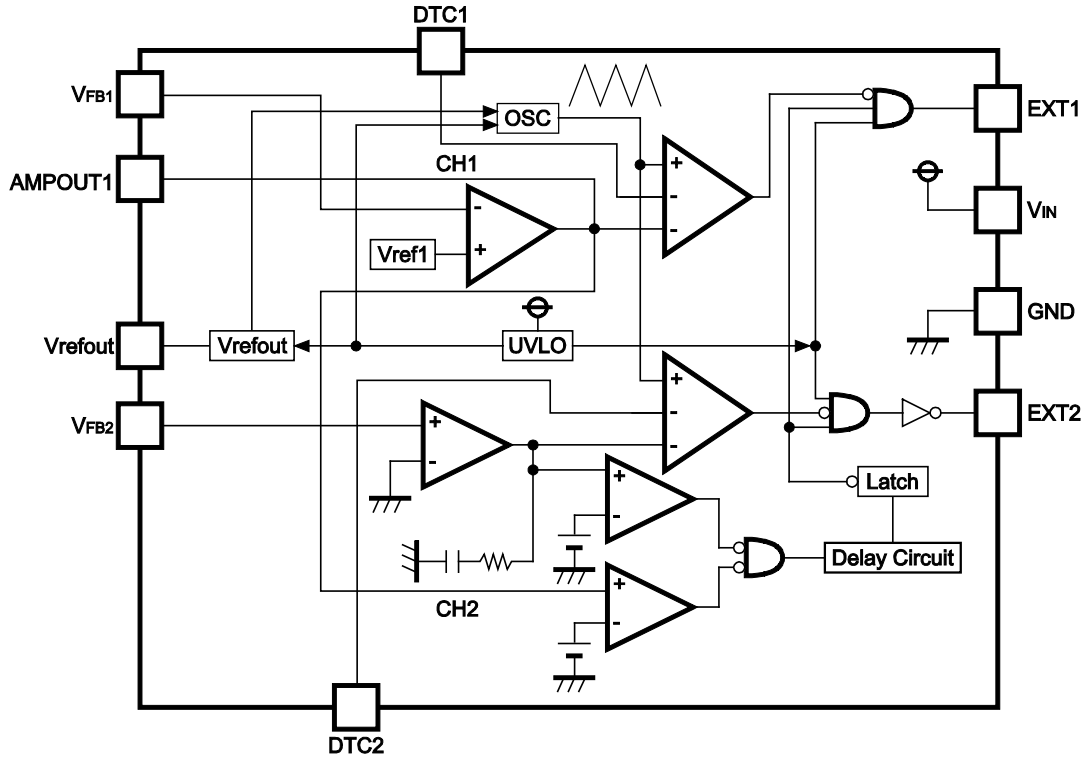 DTC1
VFB1
OSC
EXT1
CH1
AMPOUT1
+
-
-
-
+
Vref1
VIN
GND
Vrefout
Vrefout
UVLO
+
-
-
EXT2
VFB2
+
-
+
-
Latch
Delay Circuit
CH2
+
-
DTC2